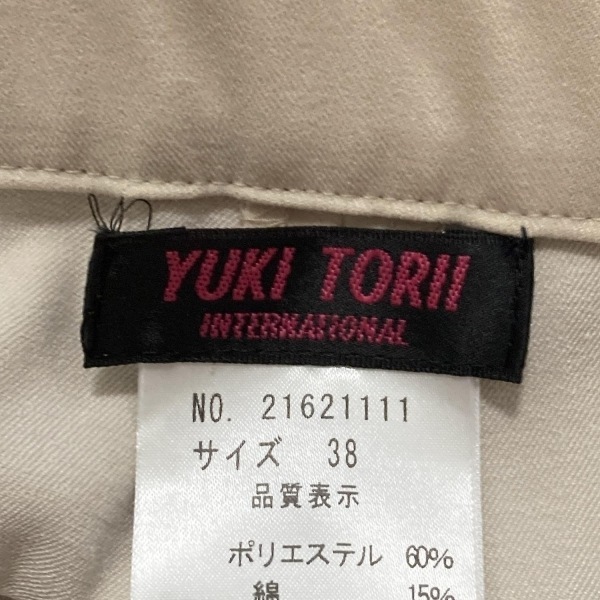 YUKI TORII
INTERNATIONAL
NO. 21621111
サイズ 38
品質表示
ポリエステル 60%
綿 15%